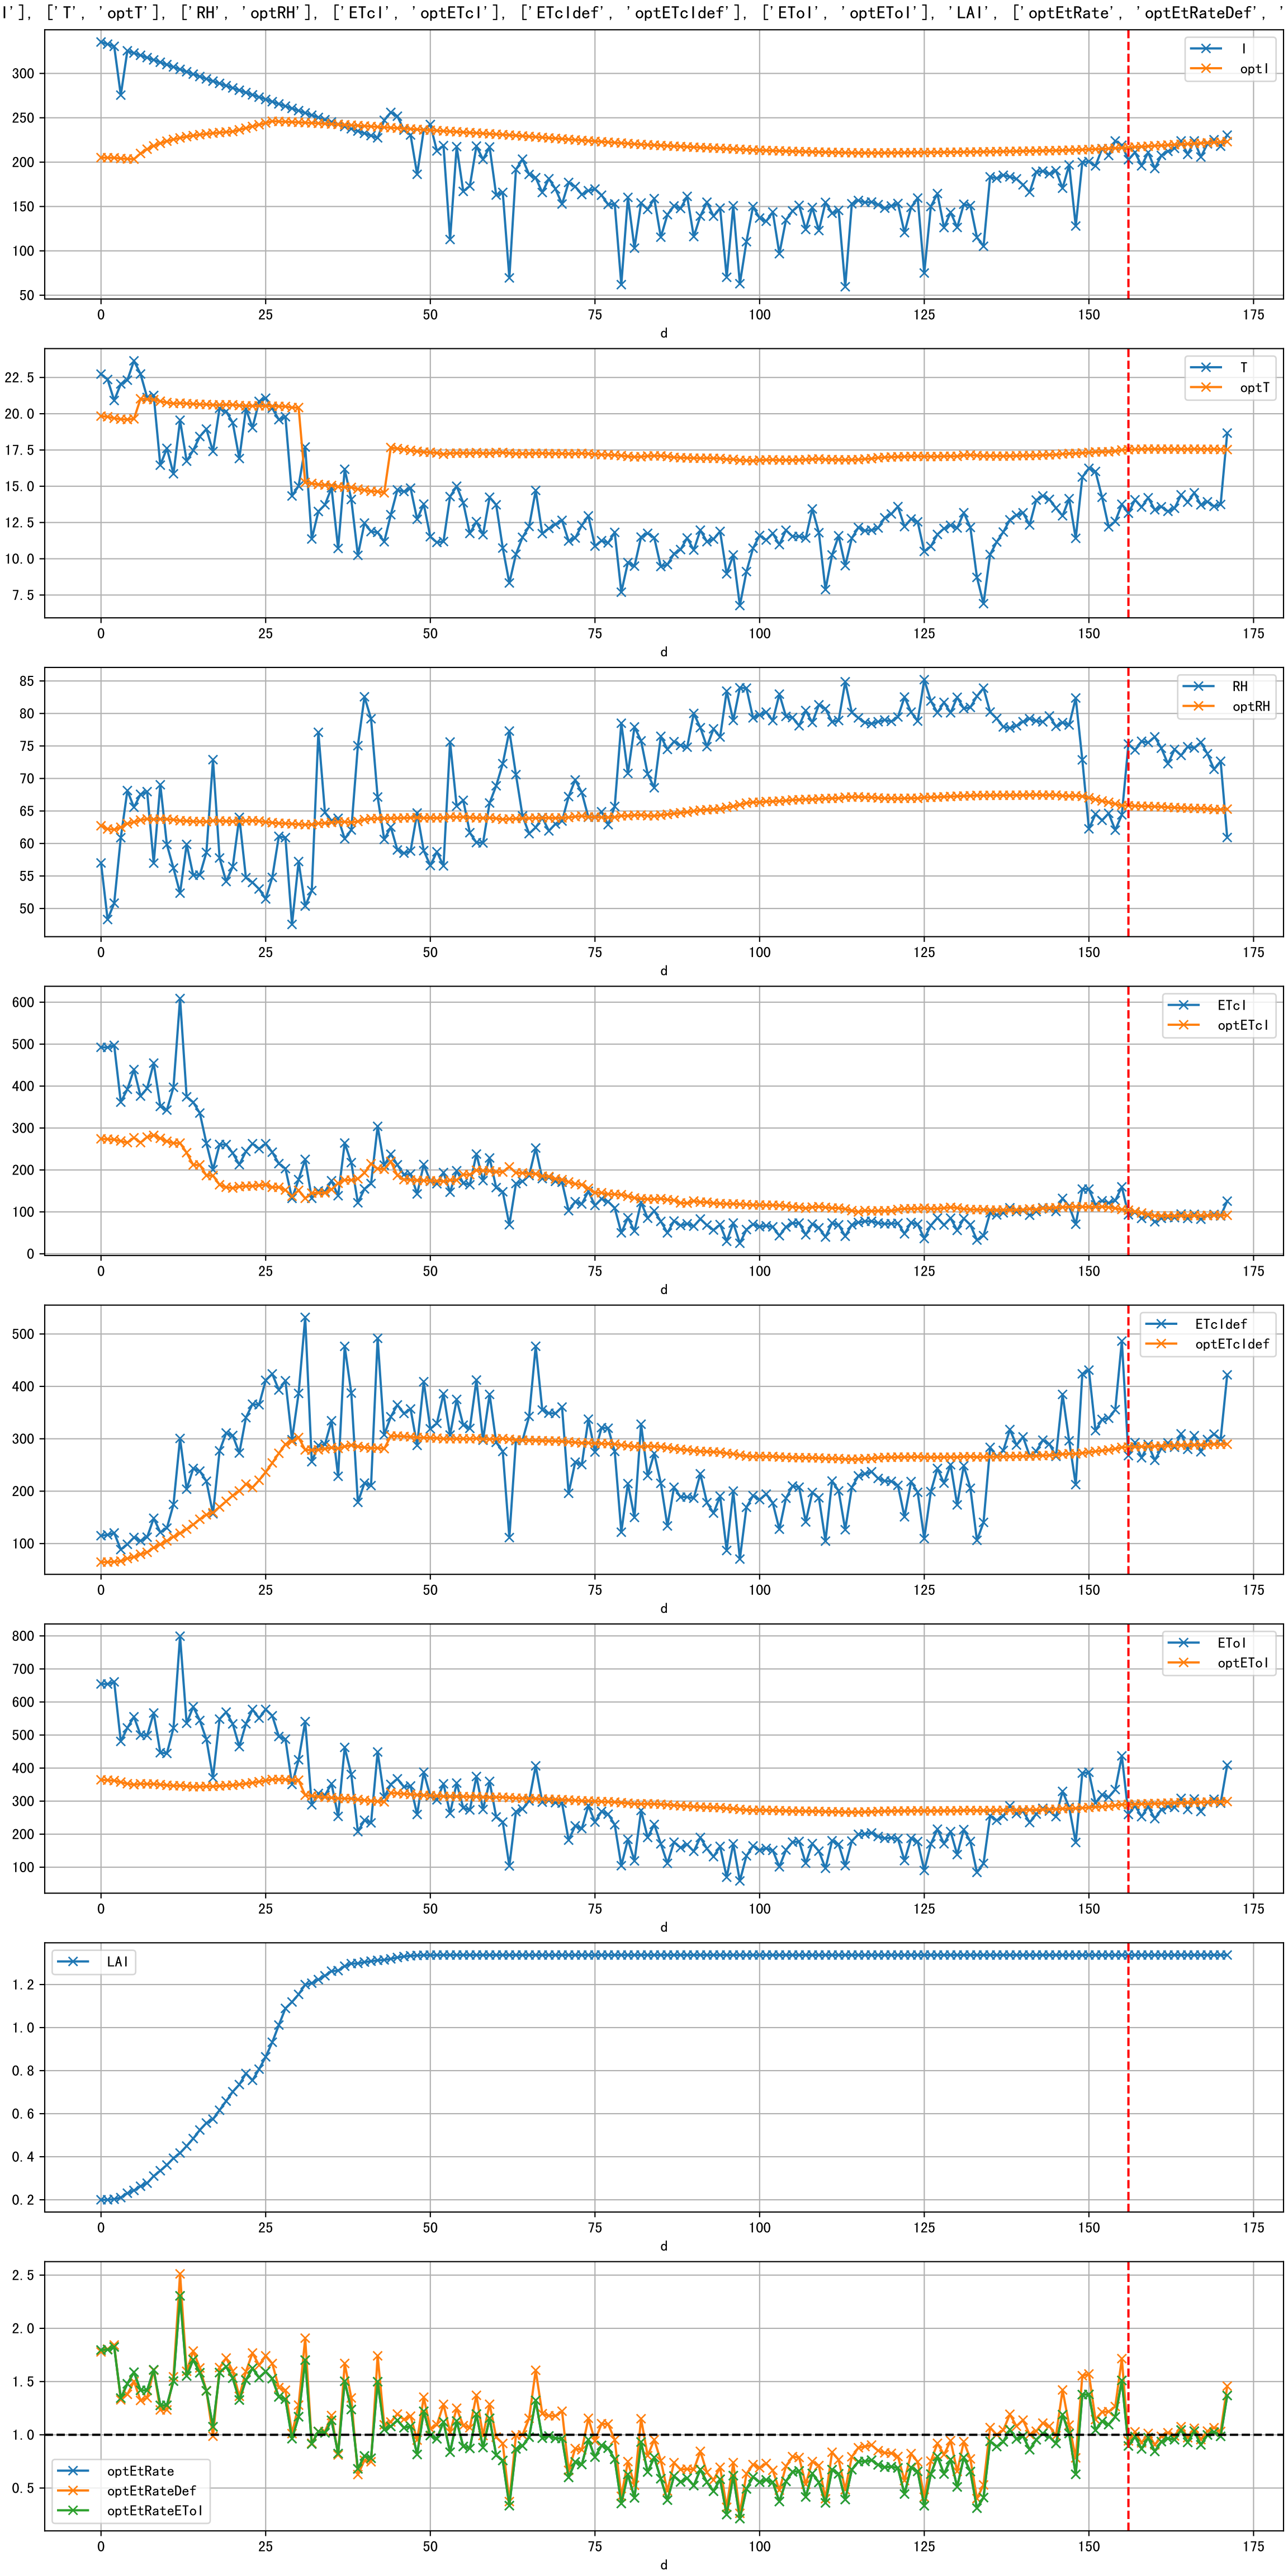 I'], ['T', 'optT'], ['RH', 'optRH'], ['ETcI', 'optETcI'], ['ETcIdef', 'optETcIdef'], ['EToI', 'optEToI'], 'LAI', ['optEtRate', 'optEtRateDef', '
I
optI
300
250
200
150
100
50
0 25 50 75 100 125 150 175
d
T
optT
22.5
20.0
17.5
15.0
12.5
10.0
7.5
0 25 50 75 100 125 150 175
d
RH
optRH
85
80
75
70
65
60
55
50
0 25 50 75 100 125 150 175
d
ETcI
optETcI
600
500
400
300
200
100
0
0 25 50 75 100 125 150 175
d
ETcIdef
optETcIdef
500
400
300
200
100
0 25 50 75 100 125 150 175
d
EToI
optEToI
800
700
600
500
400
300
200
100
0 25 50 75 100 125 150 175
d
LAI
1.2
1.0
0.8
0.6
0.4
0.2
0 25 50 75 100 125 150 175
d
2.5
2.0
1.5
1.0
0.5
optEtRate
optEtRateDef
optEtRateEToI
0 25 50 75 100 125 150 175
d